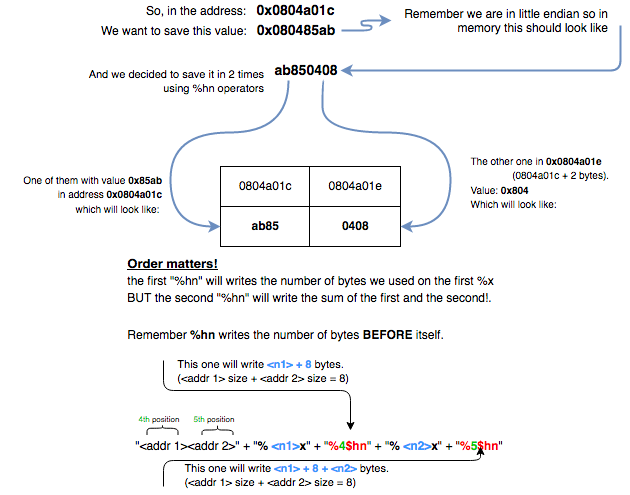 So, in the address: 0x0804a01c
We want to save this value: 0x080485ab
Remember we are in little endian so in
memory this should look like
And we decided to save it in 2 times
using %hn operators
ab850408
One of them with value 0x85ab
in address 0x0804a01c
which will look like:
The other one in 0x0804a01e
(0804a01c + 2 bytes).
Value: 0x804
Which will look like:
0804a01c 0804a01e
ab85 0408
Order matters!
the first "%hn" will writes the number of bytes we used on the first %x
BUT the second "%hn" will write the sum of the first and the second!.
Remember %hn writes the number of bytes BEFORE itself.
This one will write <n1> + 8 bytes.
(<addr 1> size + <addr 2> size = 8)
4th position 5th position
"<addr 1><addr 2>" + "% <n1>x" + "%4$hn" + "% <n2>x" + "%5$hn"
This one will write <n1> + 8 + <n2> bytes.
(<addr 1> size + <addr 2> size = 8)